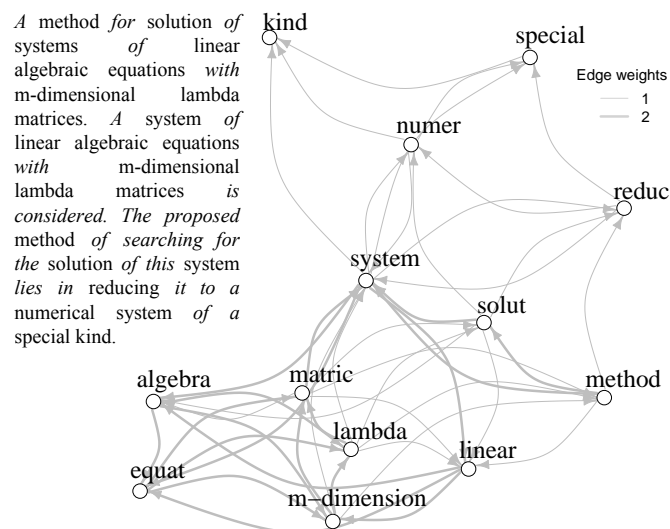 A method for solution of
systems of linear
algebraic equations with
m-dimensional lambda
matrices. A system of
linear algebraic equations
with m-dimensional
lambda matrices is
considered. The proposed
method of searching for
the solution of this system
lies in reducing it to a
numerical system of a
special kind.
kind
special
Edge weights
1
2
numer
reduc
system
solut
algebra
matric
method
lambda
linear
equat
m−dimension